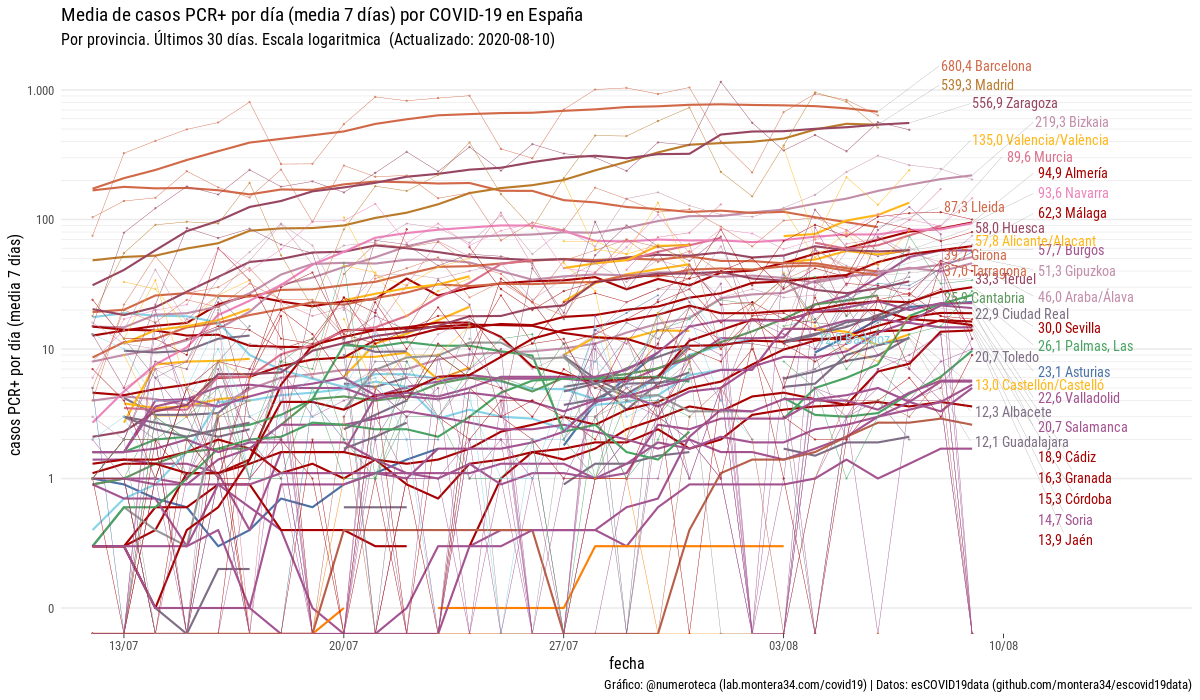 Media de casos PCR+ por día (media 7 días) por COVID-19 en España
Por provincia. Últimos 30 días. Escala logarítmica (Actualizado: 2020-08-10)
casos PCR+ por día (media 7 días)
1.000
100
10
1
0
680,4 Barcelona
539,3 Madrid
556,9 Zaragoza
219,3 Bizkaia
135,0 Valencia/València
89,6 Murcia
94,9 Almería
93,6 Navarra
87,3 Lleida
62,3 Málaga
58,0 Huesca
57,8 Alicante/Alacant
57,7 Burgos
39,7 Girona
37,0 Tarragona
51,3 Gipuzkoa
33,3 Teruel
46,0 Araba/Álava
25,9 Cantabria
22,9 Ciudad Real
30,0 Sevilla
26,1 Palmas, Las
20,7 Toledo
23,1 Asturias
13,0 Castellón/Castelló
22,6 Valladolid
12,3 Albacete
20,7 Salamanca
12,1 Guadalajara
18,9 Cádiz
16,3 Granada
15,3 Córdoba
14,7 Soria
13,9 Jaén
13/07
20/07
27/07
03/08
10/08
fecha
Gráfico: @numeroteca (lab.montera34.com/covid19) | Datos: esCOVID19data (github.com/montera34/escovid19data)